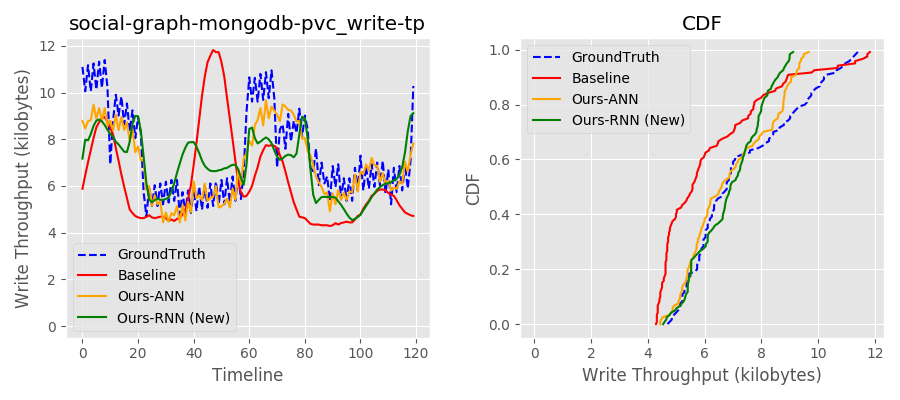 social-graph-mongodb-pvc_write-tp
Write Throughput (kilobytes)
12
10
8
6
4
2
0
GroundTruth
Baseline
Ours-ANN
Ours-RNN (New)
0 20 40 60 80 100 120
Timeline
CDF
CDF
1.0
0.8
0.6
0.4
0.2
0.0
GroundTruth
Baseline
Ours-ANN
Ours-RNN (New)
0 2 4 6 8 10 12
Write Throughput (kilobytes)